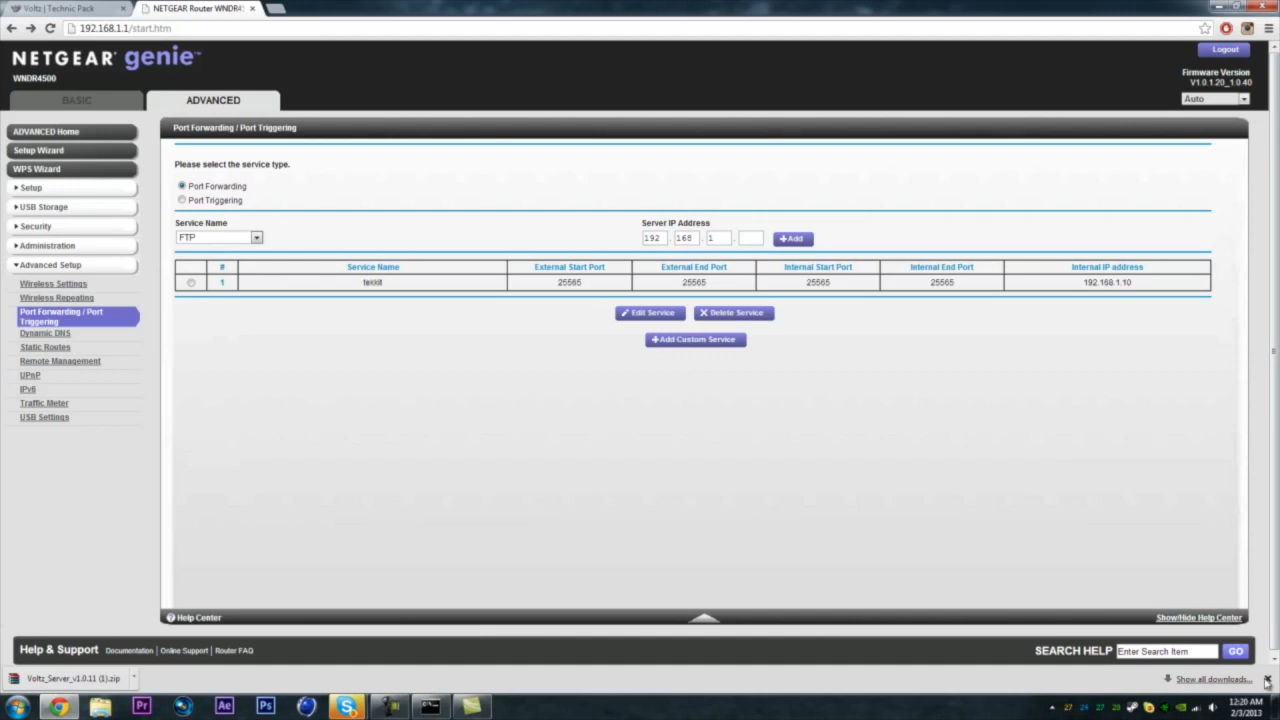 Voltz | Technic Pack
NETGEAR Router WNDR4
192.168.1.1/start.htm
NETGEAR genie
Logout
WNDR4500
Firmware Version
V1.0.1.20_1.0.40
BASIC
ADVANCED
Auto
ADVANCED Home
Setup Wizard
WPS Wizard
Setup
USB Storage
Security
Administration
Advanced Setup
Wireless Settings
Wireless Repeating
Port Forwarding / Port
Triggering
Dynamic DNS
Static Routes
Remote Management
UPnP
IPv6
Traffic Meter
USB Settings
Port Forwarding / Port Triggering
Please select the service type.
Port Forwarding
Port Triggering
Service Name
Server IP Address
FTP
192 . 168 . 1 .
Add
# Service Name External Start Port External End Port Internal Start Port Internal End Port Internal IP address
1 tekkit 25565 25565 25565 25565 192.168.1.10
Edit Service
Delete Service
Add Custom Service
Help Center
Show/Hide Help Center
Help & Support Documentation | Online Support | Router FAQ
SEARCH HELP Enter Search Item GO
Voltz_Server_v1.0.11 (1).zip
Show all downloads...
Pr
Ae
Ps
27 24 27 28
12:20 AM
2/3/2013